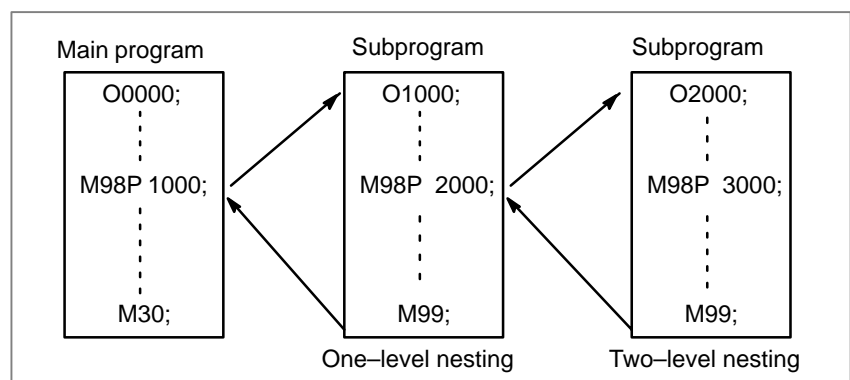 Main program
O0000;
M98P 1000;
M30;
Subprogram
O1000;
M98P 2000;
M99;
One–level nesting
Subprogram
O2000;
M98P 3000;
M99;
Two–level nesting